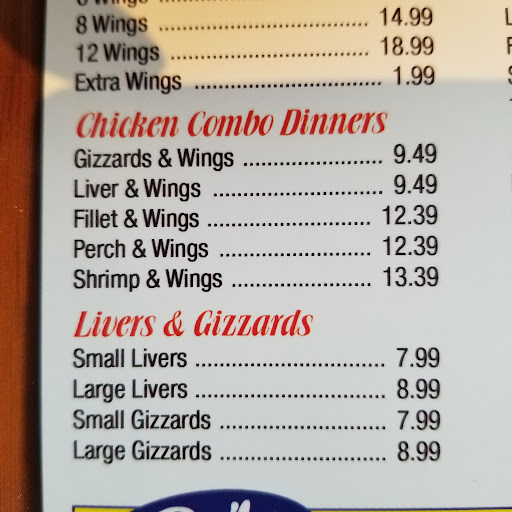 Wings
8 Wings ................................ 14.99
12 Wings ............................... 18.99
Extra Wings ............................... 1.99
Chicken Combo Dinners
Gizzards & Wings ...................... 9.49
Liver & Wings ........................... 9.49
Fillet & Wings ......................... 12.39
Perch & Wings ........................ 12.39
Shrimp & Wings ...................... 13.39
Livers & Gizzards
Small Livers .............................. 7.99
Large Livers .............................. 8.99
Small Gizzards .......................... 7.99
Large Gizzards .......................... 8.99